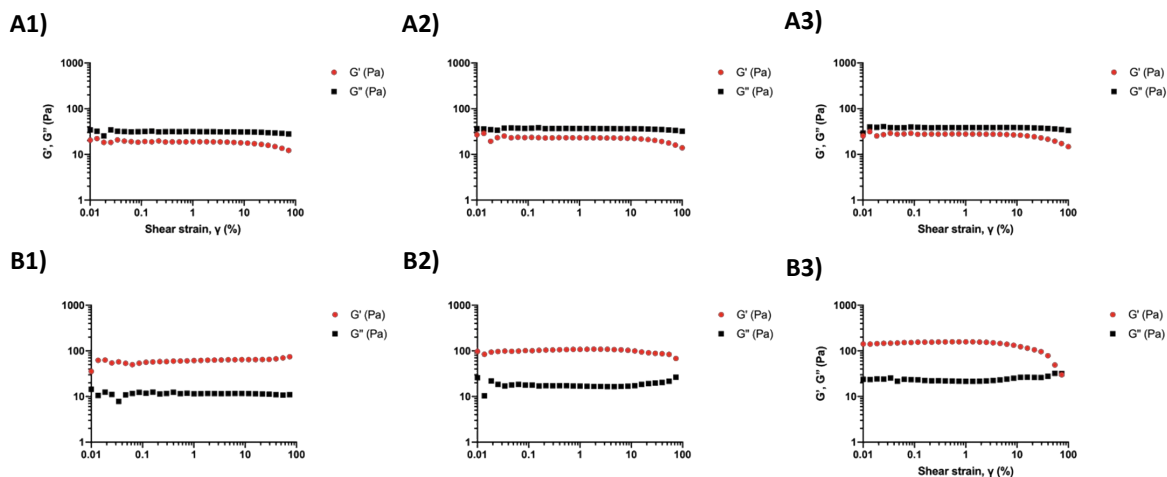 A1)
1000
100
10
1
G', G'' (Pa)
0.01 0.1 1 10 100
Shear strain, γ (%)
G' (Pa)
G'' (Pa)
A2)
1000
100
10
1
0.01 0.1 1 10 100
G' (Pa)
G'' (Pa)
A3)
1000
100
10
1
G', G'' (Pa)
0.01 0.1 1 10 100
Shear strain, γ (%)
G' (Pa)
G'' (Pa)
B1)
1000
100
10
1
0.01 0.1 1 10 100
G' (Pa)
G'' (Pa)
B2)
1000
100
10
1
0.01 0.1 1 10 100
G' (Pa)
G'' (Pa)
B3)
1000
100
10
1
G', G'' (Pa)
0.01 0.1 1 10 100
Shear strain, γ (%)
G' (Pa)
G'' (Pa)